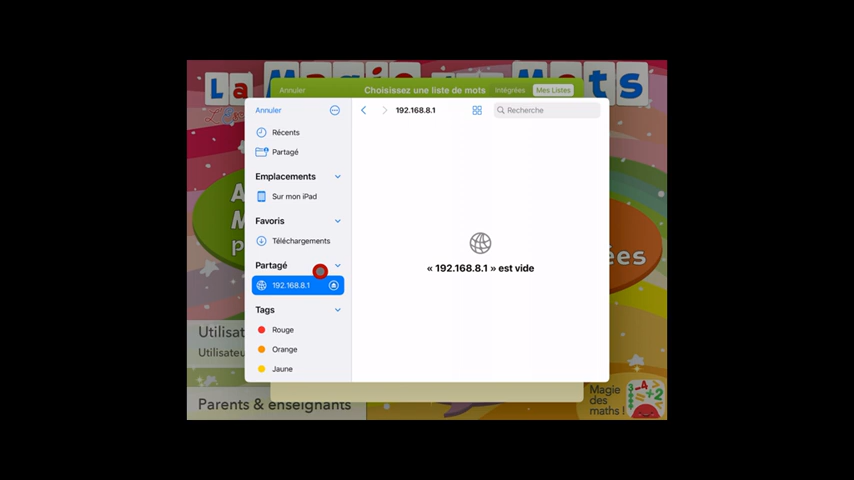 La Magie Mots
Annuler Choisissez une liste de mots Intégrées Mes Listes
Annuler 192.168.8.1 Recherche
Récents
Partagé
Emplacements
Sur mon iPad
Favoris
Téléchargements
Partagé
192.168.8.1
« 192.168.8.1 » est vide
Tags
Rouge
Orange
Jaune
ées
Utilisat
Utilisateu
Parents & enseignants
Magie
des
maths !